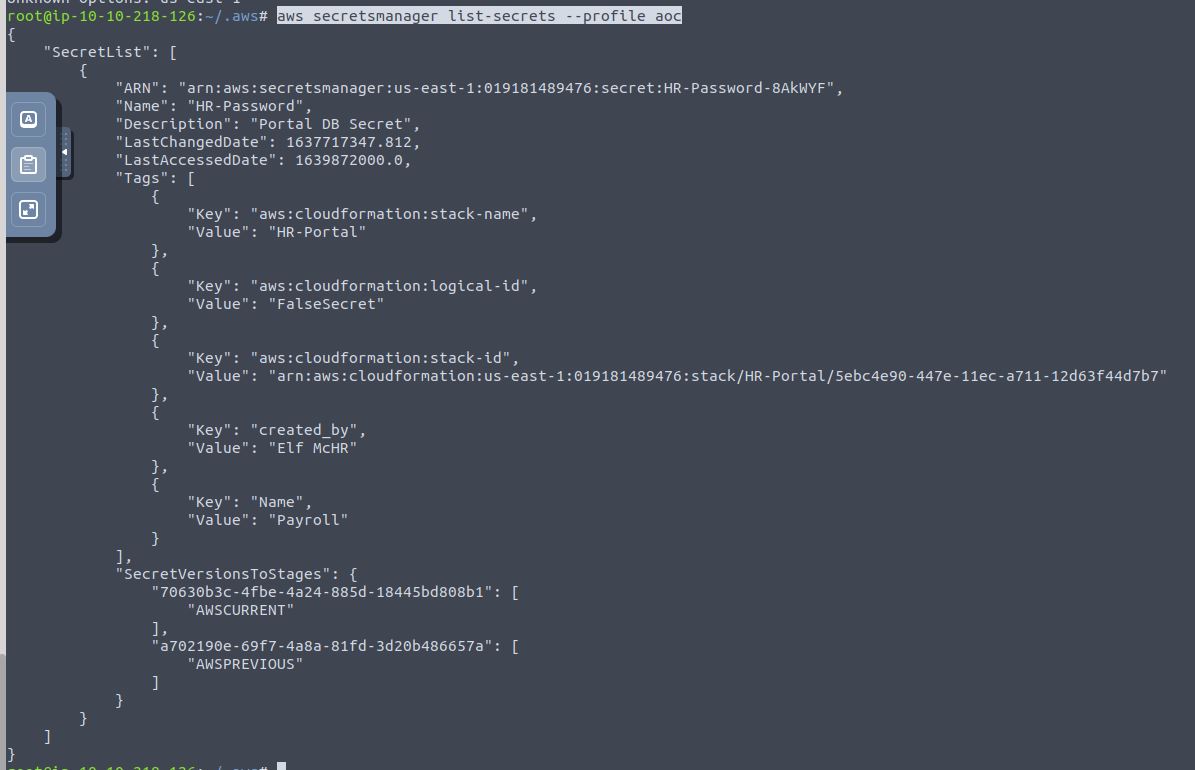 Unknown options: us-east-1
root@ip-10-10-218-126:~/.aws# aws secretsmanager list-secrets --profile aoc
{
    "SecretList": [
        {
            "ARN": "arn:aws:secretsmanager:us-east-1:019181489476:secret:HR-Password-8AkWYF",
            "Name": "HR-Password",
            "Description": "Portal DB Secret",
            "LastChangedDate": 1637717347.812,
            "LastAccessedDate": 1639872000.0,
            "Tags": [
                {
                    "Key": "aws:cloudformation:stack-name",
                    "Value": "HR-Portal"
                },
                {
                    "Key": "aws:cloudformation:logical-id",
                    "Value": "FalseSecret"
                },
                {
                    "Key": "aws:cloudformation:stack-id",
                    "Value": "arn:aws:cloudformation:us-east-1:019181489476:stack/HR-Portal/5ebc4e90-447e-11ec-a711-12d63f44d7b7"
                },
                {
                    "Key": "created_by",
                    "Value": "Elf McHR"
                },
                {
                    "Key": "Name",
                    "Value": "Payroll"
                }
            ],
            "SecretVersionsToStages": {
                "70630b3c-4fbe-4a24-885d-18445bd808b1": [
                    "AWSCURRENT"
                ],
                "a702190e-69f7-4a8a-81fd-3d20b486657a": [
                    "AWSPREVIOUS"
                ]
            }
        }
    ]
}
root@ip-10-10-218-126:~/.aws#
A